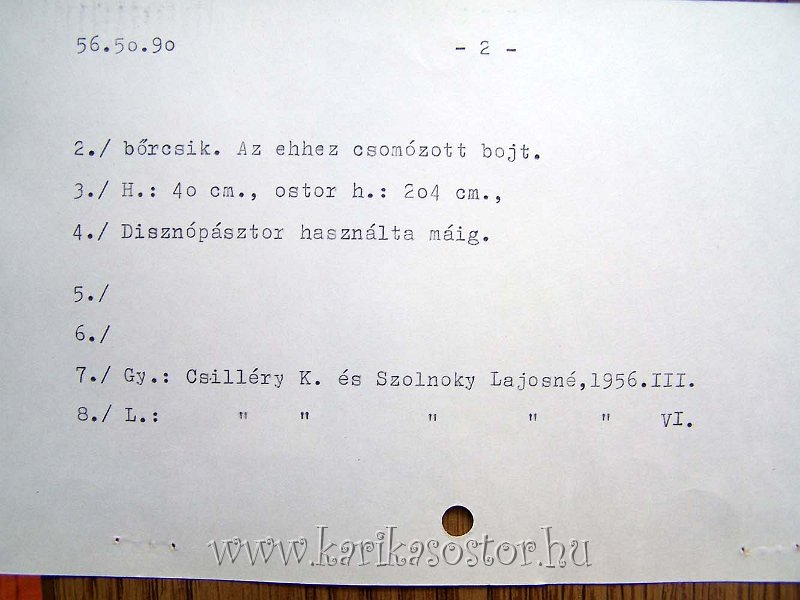 56.5o.9o - 2 -
2./ bőrcsik. Az ehhez csomózott bojt.
3./ H.: 4o cm., ostor h.: 2o4 cm.,
4./ Disznópásztor használta máig.
5./
6./
7./ Gy.: Csilléry K. és Szolnoky Lajosné,1956.III.
8./ L.: " " " " " VI.
www.karikasostor.hu